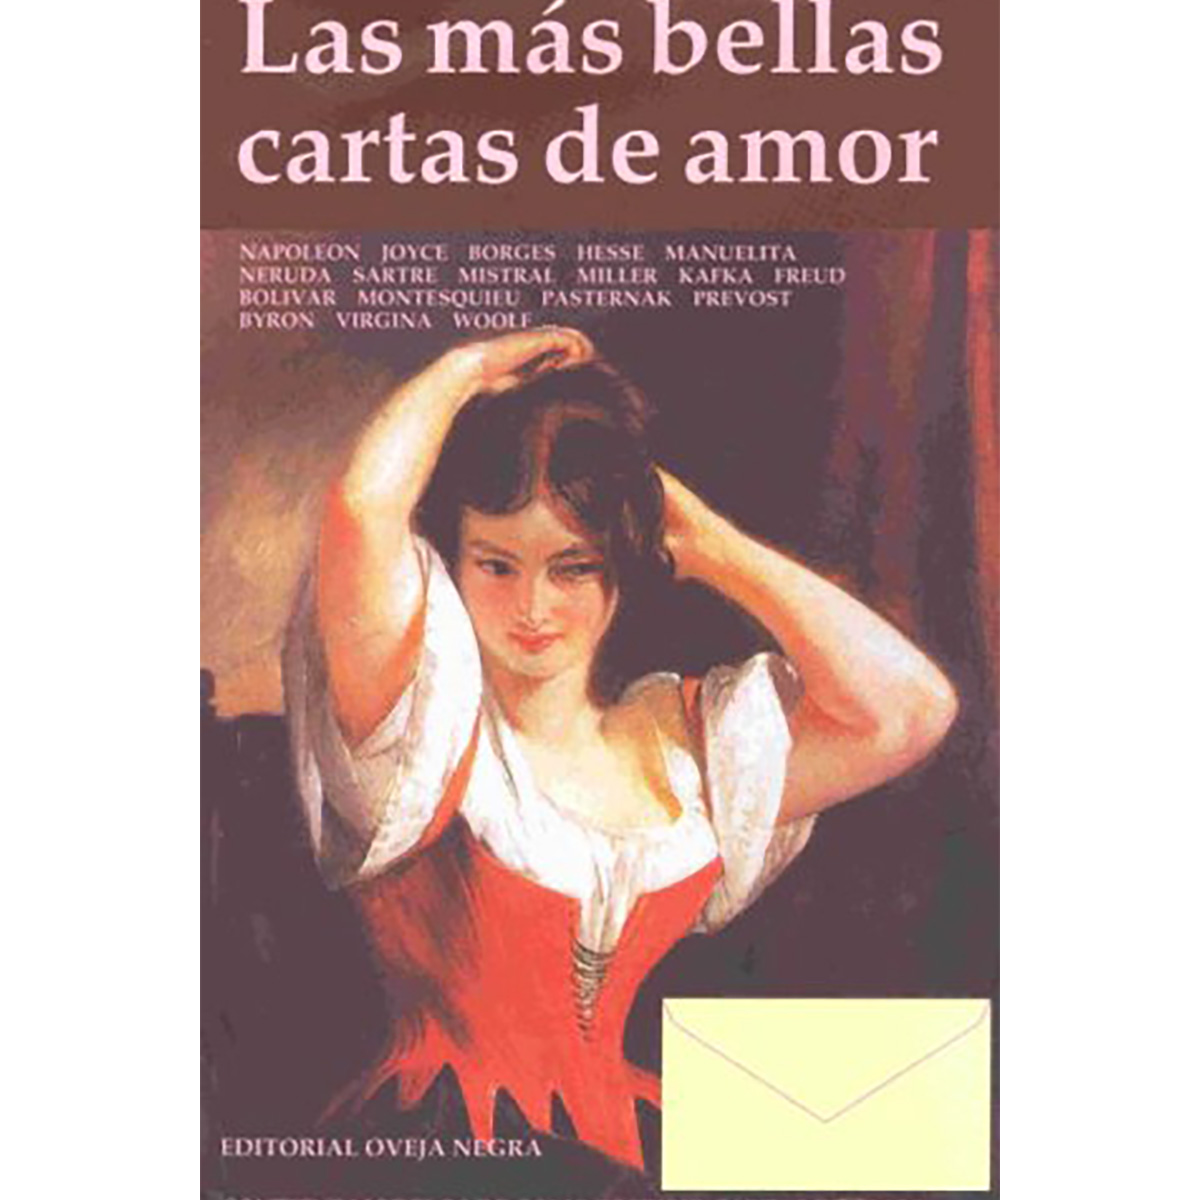 Las más bellas
cartas de amor
NAPOLEON JOYCE BORGES HESSE MANUELITA
NERUDA SARTRE MISTRAL MILLER KAFKA FREUD
BOLIVAR MONTESQUIEU PASTERNAK PREVOST
BYRON VIRGINA WOOLF
EDITORIAL OVEJA NEGRA